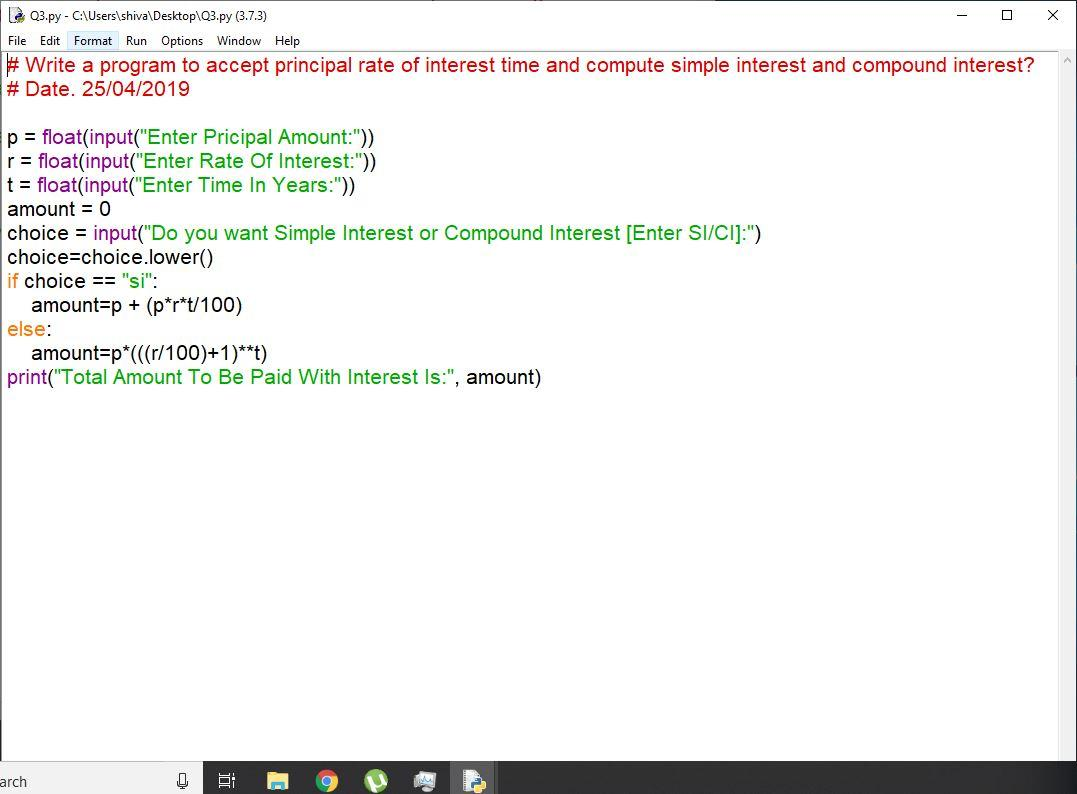 Q3.py - C:\Users\shiva\Desktop\Q3.py (3.7.3)
File Edit Format Run Options Window Help
# Write a program to accept principal rate of interest time and compute simple interest and compound interest?
# Date. 25/04/2019

p = float(input("Enter Pricipal Amount:"))
r = float(input("Enter Rate Of Interest:"))
t = float(input("Enter Time In Years:"))
amount = 0
choice = input("Do you want Simple Interest or Compound Interest [Enter SI/CI]:")
choice=choice.lower()
if choice == "si":
    amount=p + (p*r*t/100)
else:
    amount=p*(((r/100)+1)**t)
print("Total Amount To Be Paid With Interest Is:", amount)
arch